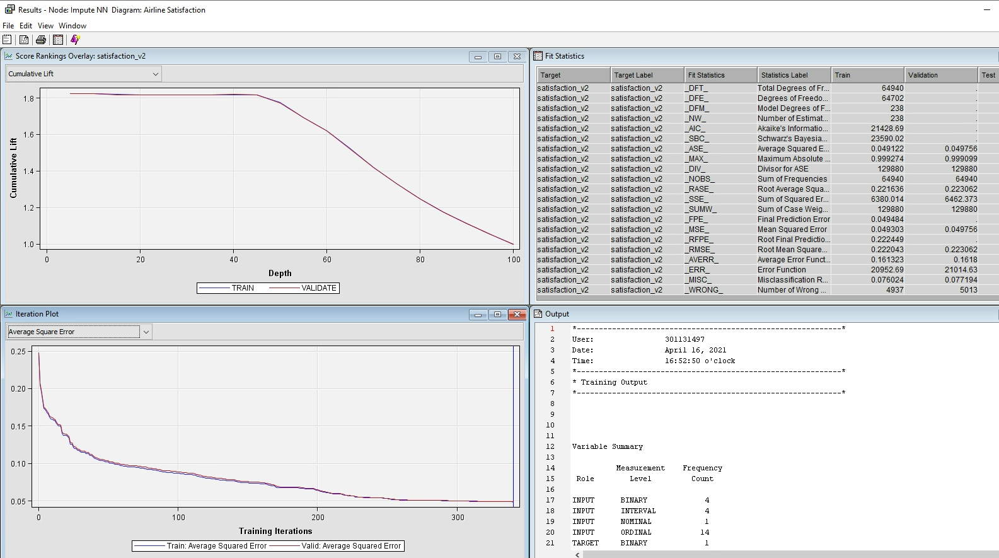 Results - Node: Impute NN  Diagram: Airline Satisfaction
File  Edit  View  Window
Score Rankings Overlay: satisfaction_v2
Cumulative Lift
1.8
1.6
1.4
1.2
1.0
Cumulative Lift
0 20 40 60 80 100
Depth
TRAIN VALIDATE
Fit Statistics
Target Target Label Fit Statistics Statistics Label Train Validation Test
satisfaction_v2 satisfaction_v2 _DFT_ Total Degrees of Fr... 64940 .
satisfaction_v2 satisfaction_v2 _DFE_ Degrees of Freedo... 64702 .
satisfaction_v2 satisfaction_v2 _DFM_ Model Degrees of F... 238 .
satisfaction_v2 satisfaction_v2 _NW_ Number of Estimat... 238 .
satisfaction_v2 satisfaction_v2 _AIC_ Akaike's Informatio... 21428.69 .
satisfaction_v2 satisfaction_v2 _SBC_ Schwarz's Bayesia... 23590.02 .
satisfaction_v2 satisfaction_v2 _ASE_ Average Squared E... 0.049122 0.049756
satisfaction_v2 satisfaction_v2 _MAX_ Maximum Absolute ... 0.999274 0.999099
satisfaction_v2 satisfaction_v2 _DIV_ Divisor for ASE 129880 129880
satisfaction_v2 satisfaction_v2 _NOBS_ Sum of Frequencies 64940 64940
satisfaction_v2 satisfaction_v2 _RASE_ Root Average Squa... 0.221636 0.223062
satisfaction_v2 satisfaction_v2 _SSE_ Sum of Squared Er... 6380.014 6462.373
satisfaction_v2 satisfaction_v2 _SUMW_ Sum of Case Weig... 129880 129880
satisfaction_v2 satisfaction_v2 _FPE_ Final Prediction Error 0.049484 .
satisfaction_v2 satisfaction_v2 _MSE_ Mean Squared Error 0.049303 0.049756
satisfaction_v2 satisfaction_v2 _RFPE_ Root Final Predictio... 0.222449 .
satisfaction_v2 satisfaction_v2 _RMSE_ Root Mean Square... 0.222043 0.223062
satisfaction_v2 satisfaction_v2 _AVERR_ Average Error Funct... 0.161323 0.1618
satisfaction_v2 satisfaction_v2 _ERR_ Error Function 20952.69 21014.63
satisfaction_v2 satisfaction_v2 _MISC_ Misclassification R... 0.076024 0.077194
satisfaction_v2 satisfaction_v2 _WRONG_ Number of Wrong ... 4937 5013
Iteration Plot
Average Square Error
0.25
0.20
0.15
0.10
0.05
0 100 200 300
Training Iterations
Train: Average Squared Error Valid: Average Squared Error
Output
1 *------------------------------------------------------------*
2 User: 301131497
3 Date: April 16, 2021
4 Time: 16:52:50 o'clock
5 *------------------------------------------------------------*
6 * Training Output
7 *------------------------------------------------------------*
8
9
10
11
12 Variable Summary
13
14 Measurement Frequency
15 Role Level Count
16
17 INPUT BINARY 4
18 INPUT INTERVAL 4
19 INPUT NOMINAL 1
20 INPUT ORDINAL 14
21 TARGET BINARY 1